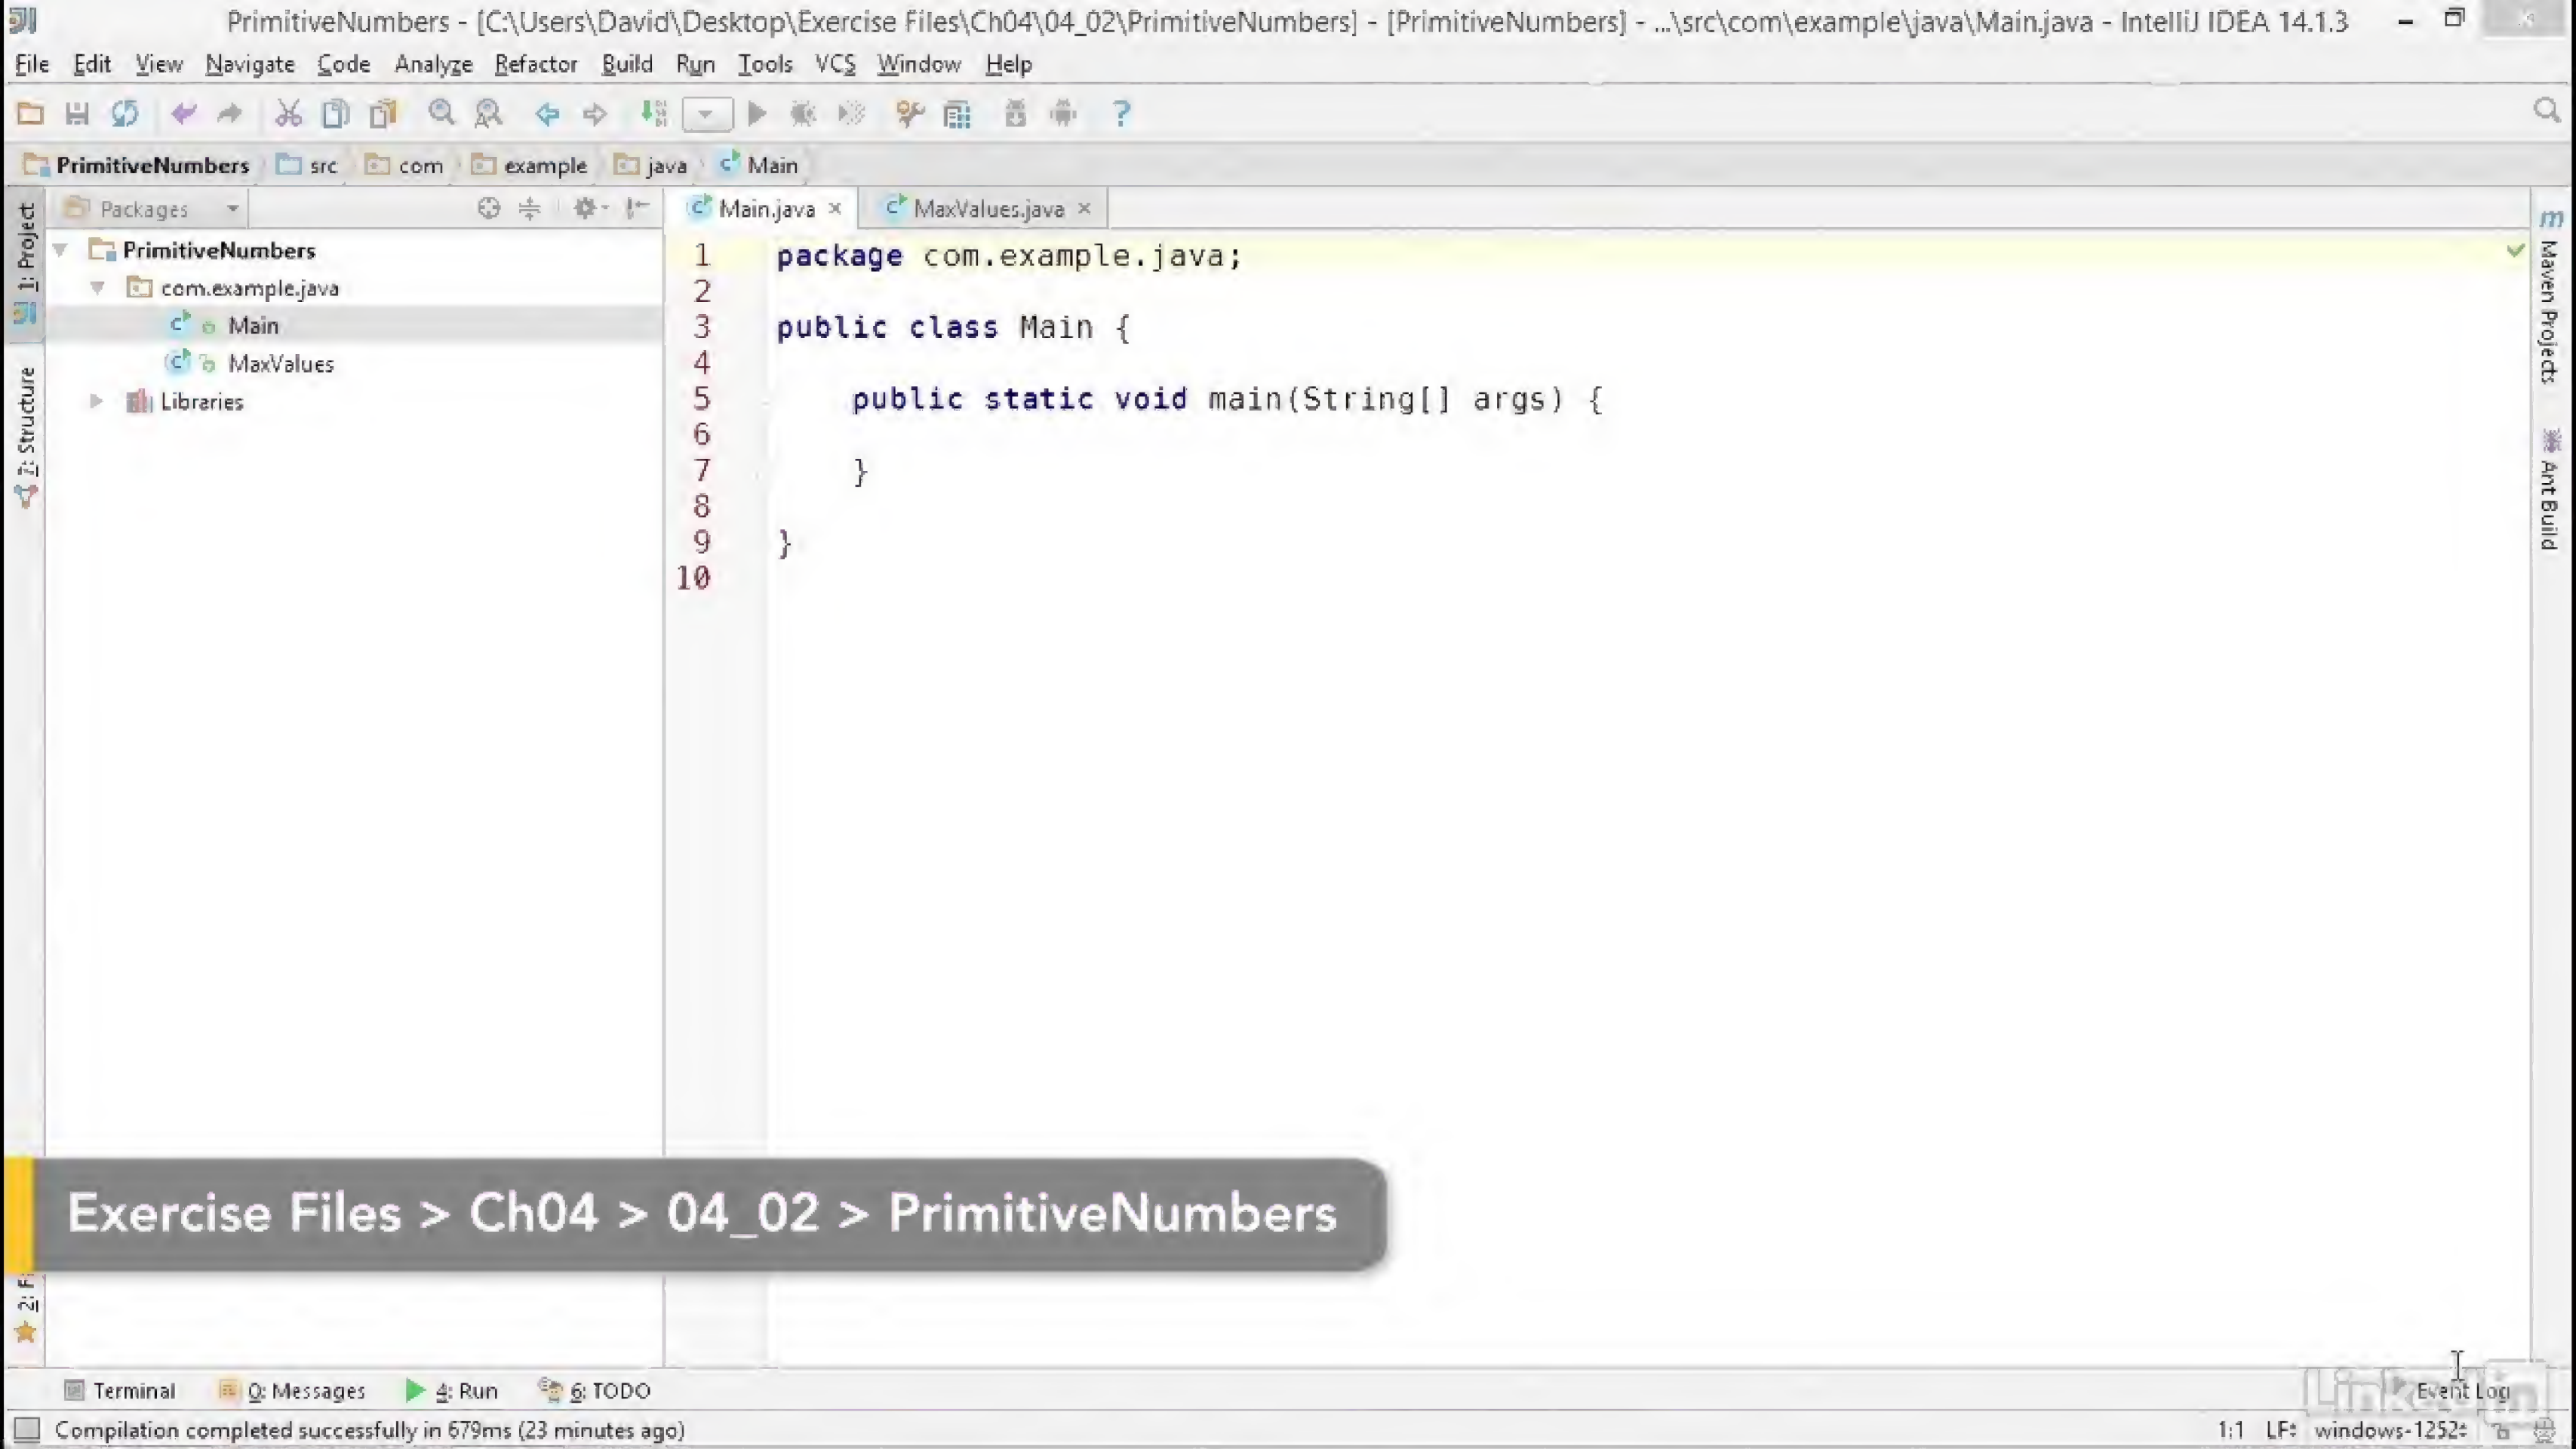 PrimitiveNumbers - [C:\Users\David\Desktop\Exercise Files\Ch04\04_02\PrimitiveNumbers] - [PrimitiveNumbers] - ...\src\com\example\java\Main.java - IntelliJ IDEA 14.1.3
File Edit View Navigate Code Analyze Refactor Build Run Tools VCS Window Help
PrimitiveNumbers src com example java Main
1: Project
Packages
Main.java MaxValues.java
PrimitiveNumbers
com.example.java
Main
MaxValues
Libraries
7: Structure
1 package com.example.java;
2
3 public class Main {
4
5 public static void main(String[] args) {
6
7 }
8
9 }
10
Maven Projects
Ant Build
Exercise Files > Ch04 > 04_02 > PrimitiveNumbers
2:
Terminal 0: Messages 4: Run 6: TODO
Event Log
LinkedIn
Compilation completed successfully in 679ms (23 minutes ago)
1:1 LF÷ windows-1252÷